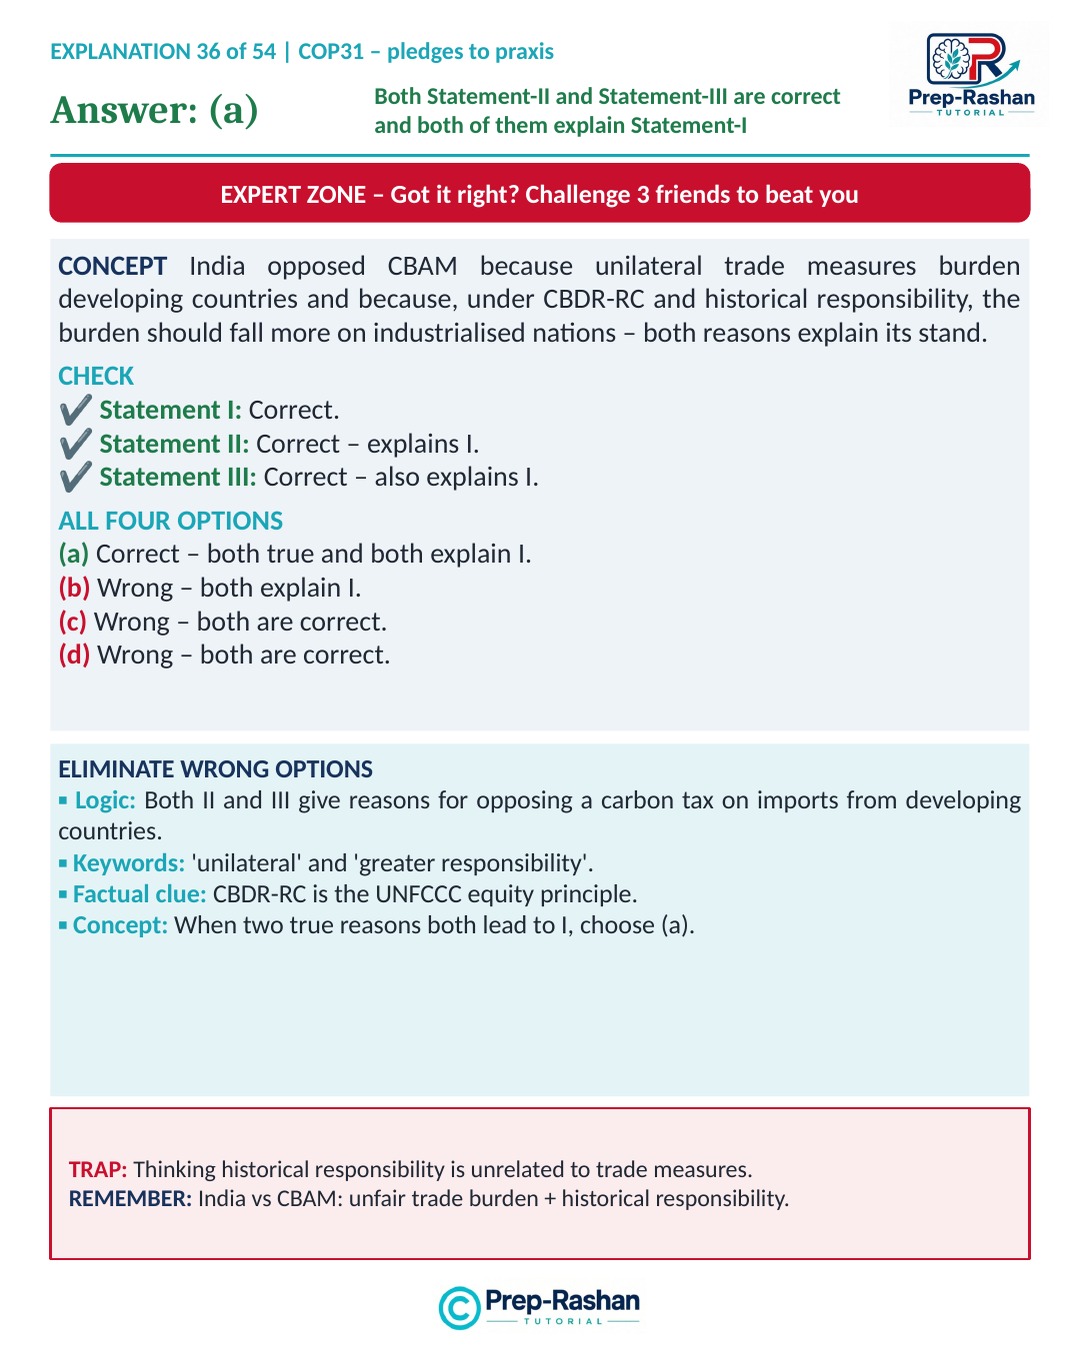 EXPLANATION 36 of 54 | COP31 – pledges to praxis
Prep-Rashan
TUTORIAL
Answer: (a)
Both Statement-II and Statement-III are correct
and both of them explain Statement-I
EXPERT ZONE – Got it right? Challenge 3 friends to beat you
CONCEPT India opposed CBAM because unilateral trade measures burden
developing countries and because, under CBDR-RC and historical responsibility, the
burden should fall more on industrialised nations – both reasons explain its stand.
CHECK
✔ Statement I: Correct.
✔ Statement II: Correct – explains I.
✔ Statement III: Correct – also explains I.
ALL FOUR OPTIONS
(a) Correct – both true and both explain I.
(b) Wrong – both explain I.
(c) Wrong – both are correct.
(d) Wrong – both are correct.
ELIMINATE WRONG OPTIONS
▪ Logic: Both II and III give reasons for opposing a carbon tax on imports from developing
countries.
▪ Keywords: 'unilateral' and 'greater responsibility'.
▪ Factual clue: CBDR-RC is the UNFCCC equity principle.
▪ Concept: When two true reasons both lead to I, choose (a).
TRAP: Thinking historical responsibility is unrelated to trade measures.
REMEMBER: India vs CBAM: unfair trade burden + historical responsibility.
© Prep-Rashan
TUTORIAL